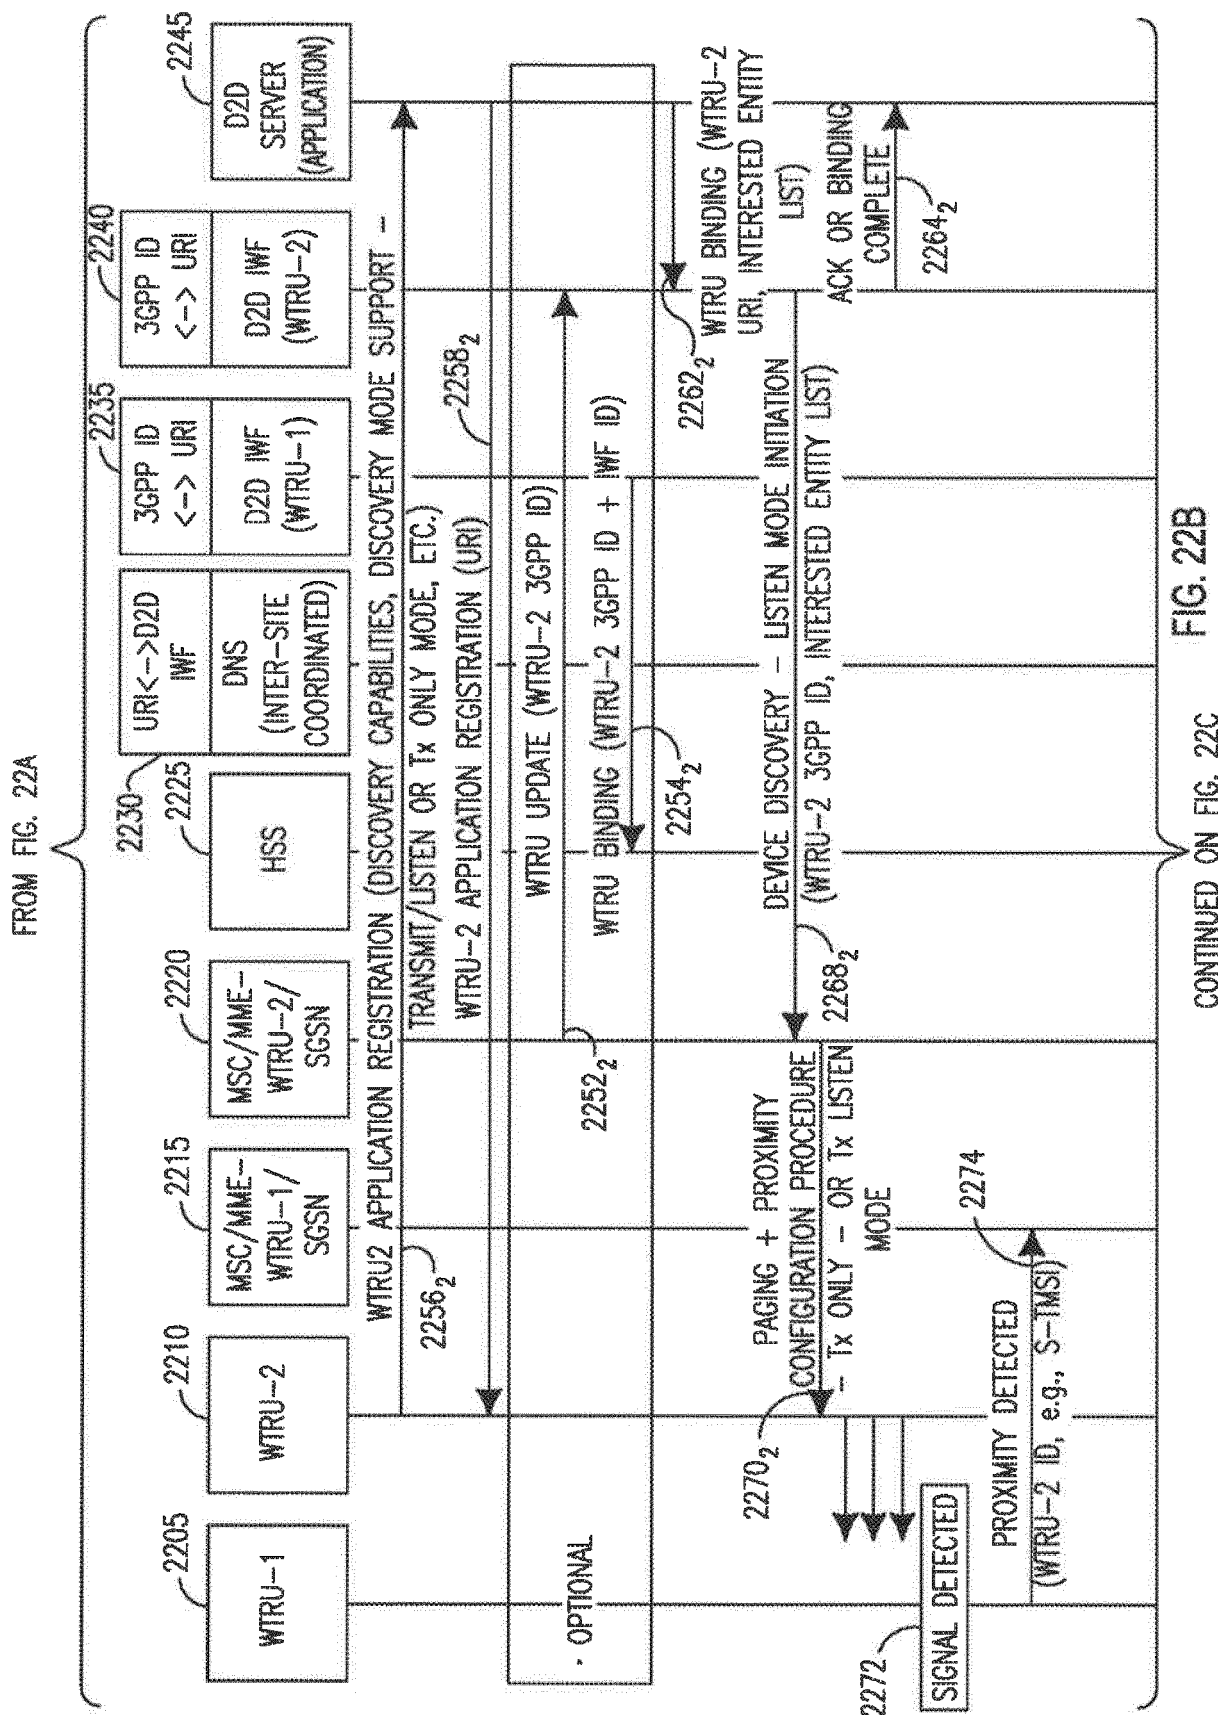 FROM FIG. 22A
2205
WTRU-1
2210
WTRU-2
2215
MSC/MME-
WTRU-1/
SGSN
2220
MSC/MME-
WTRU-2/
SGSN
2225
HSS
2230
URI<->D2D
IWF
DNS
(INTER-SITE
COORDINATED)
2235
3GPP ID
<-> URI
D2D IWF
(WTRU-1)
2240
3GPP ID
<-> URI
D2D IWF
(WTRU-2)
2245
D2D
SERVER
(APPLICATION)
WTRU2 APPLICATION REGISTRATION (DISCOVERY CAPABILITIES, DISCOVERY MODE SUPPORT -
TRANSMIT/LISTEN OR Tx ONLY MODE, ETC.)
2256₂
WTRU-2 APPLICATION REGISTRATION (URI)
2258₂
- OPTIONAL
WTRU UPDATE (WTRU-2 3GPP ID)
2252₂
WTRU BINDING (WTRU-2 3GPP ID + IWF ID)
2254₂
2262₂
WTRU BINDING (WTRU-2
URI, INTERESTED ENTITY
LIST)
DEVICE DISCOVERY - LISTEN MODE INITIATION
(WTRU-2 3GPP ID, INTERESTED ENTITY LIST)
2268₂
ACK OR BINDING
COMPLETE
2264₂
PAGING + PROXIMITY
CONFIGURATION PROCEDURE
- Tx ONLY - OR Tx LISTEN
MODE
2270₂
2272
SIGNAL DETECTED
PROXIMITY DETECTED
(WTRU-2 ID, e.g., S-TMSI)
2274
CONTINUED ON FIG. 22C
FIG. 22B